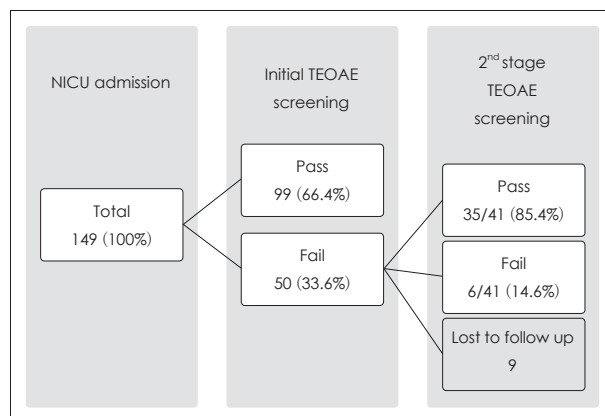 NICU admission
Total
149 (100%)
Initial TEOAE
screening
Pass
99 (66.4%)
Fail
50 (33.6%)
2nd stage
TEOAE
screening
Pass
35/41 (85.4%)
Fail
6/41 (14.6%)
Lost to follow up
9